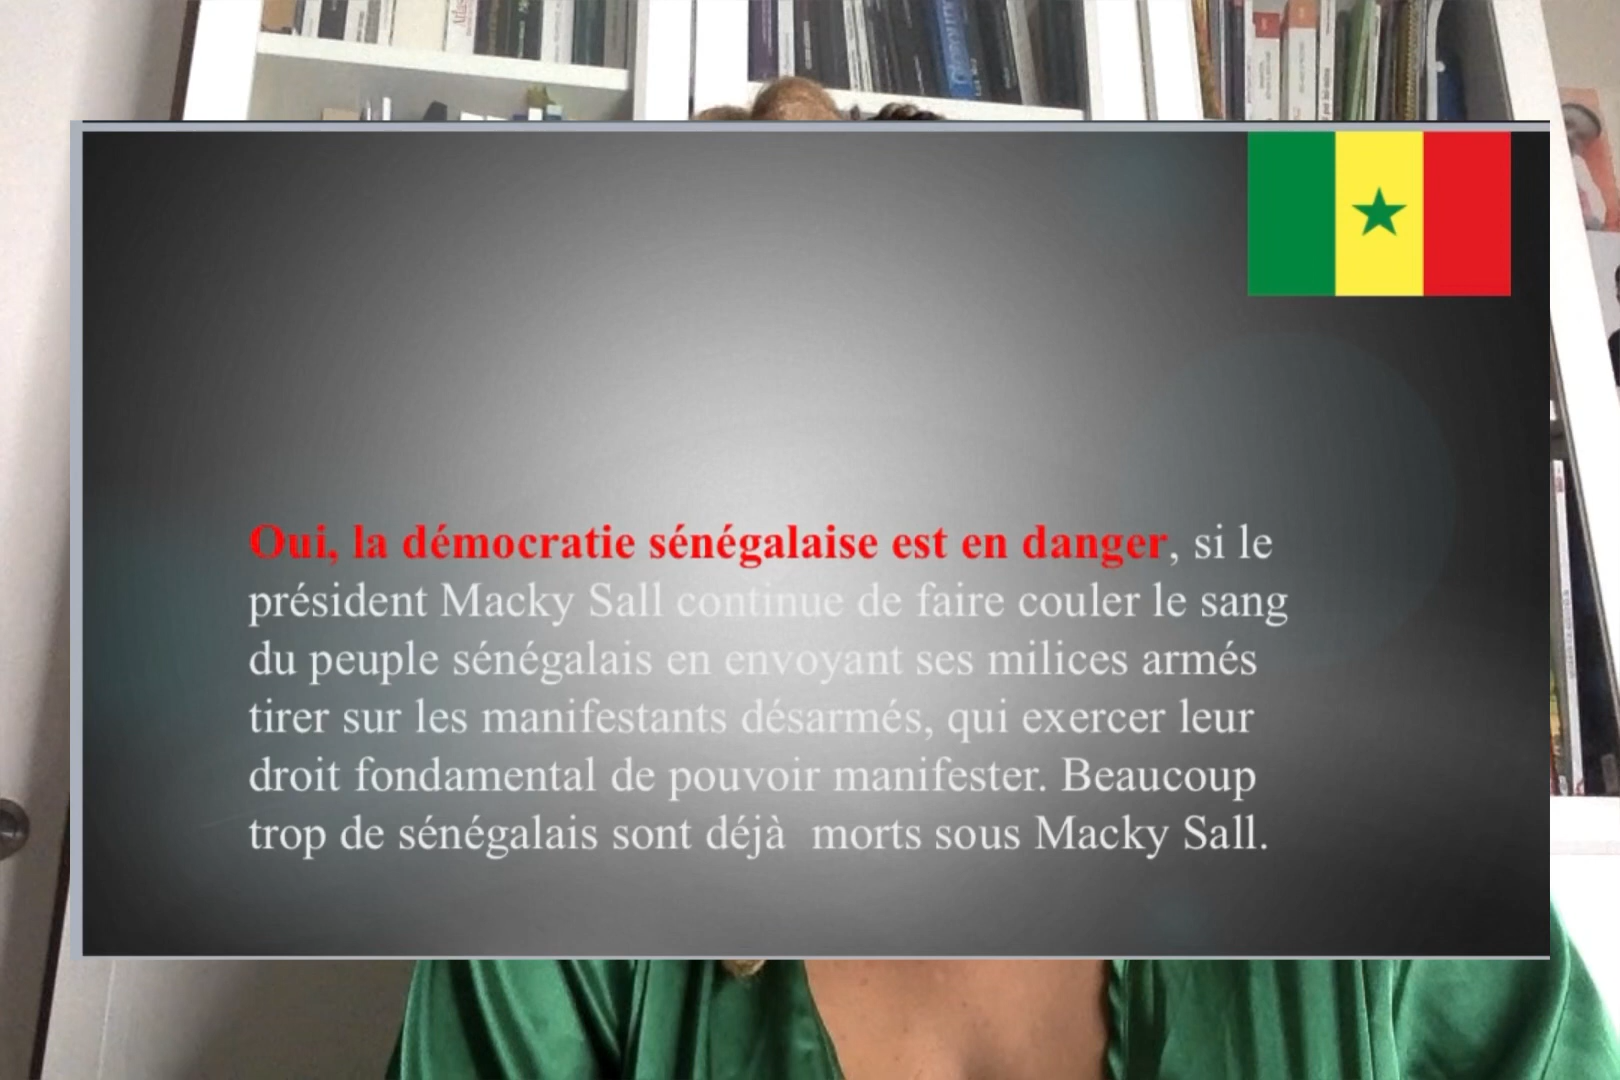 Oui, la démocratie sénégalaise est en danger, si le
président Macky Sall continue de faire couler le sang
du peuple sénégalais en envoyant ses milices armés
tirer sur les manifestants désarmés, qui exercer leur
droit fondamental de pouvoir manifester. Beaucoup
trop de sénégalais sont déjà  morts sous Macky Sall.